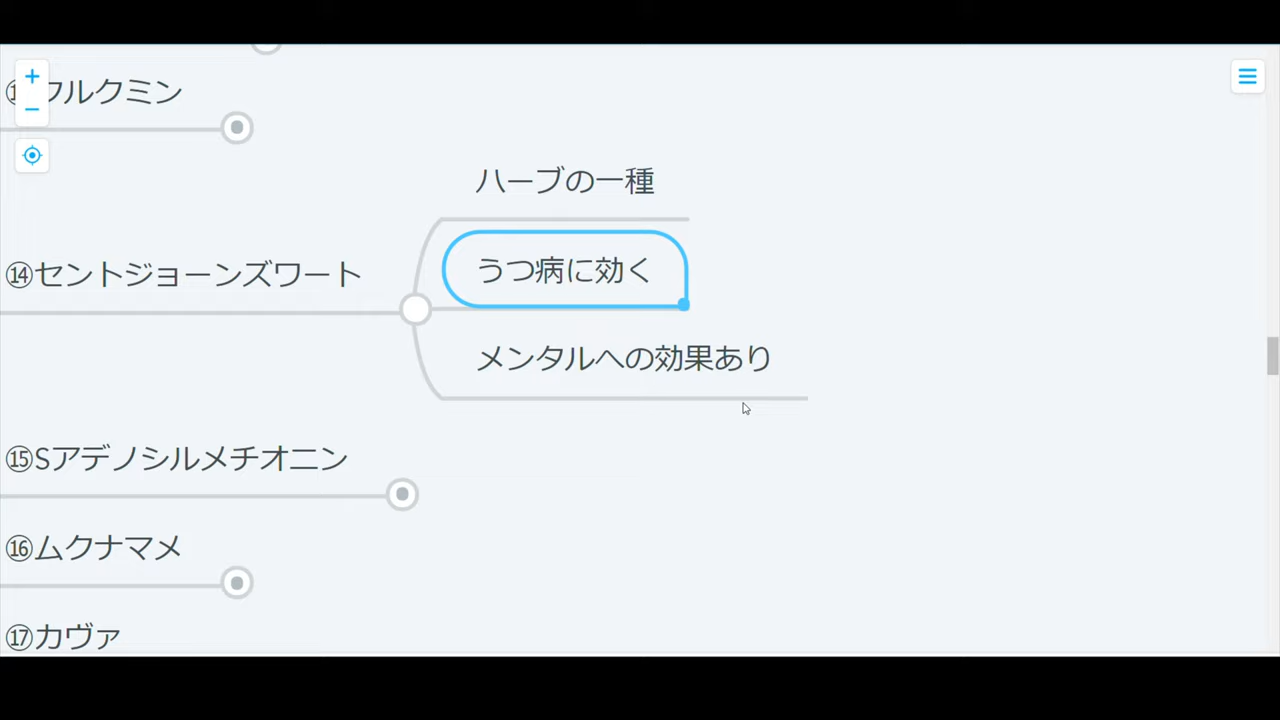 フルクミン
ハーブの一種
⑭セントジョーンズワート
うつ病に効く
メンタルへの効果あり
⑮Sアデノシルメチオニン
⑯ムクナマメ
⑰カヴァ